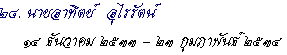 ๒๔. นายอาทิตย์ อุไรรัตน์
๑๔ ธันวาคม ๒๕๓๓ - ๒๓ กุมภาพันธ์ ๒๕๓๔